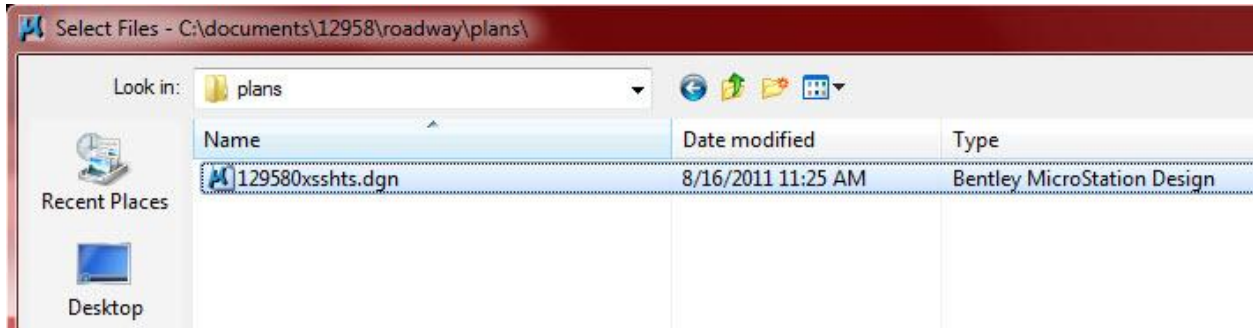 Select Files - C:\documents\12958\roadway\plans\
Look in: plans
Name Date modified Type
129580xsshts.dgn 8/16/2011 11:25 AM Bentley MicroStation Design
Recent Places
Desktop